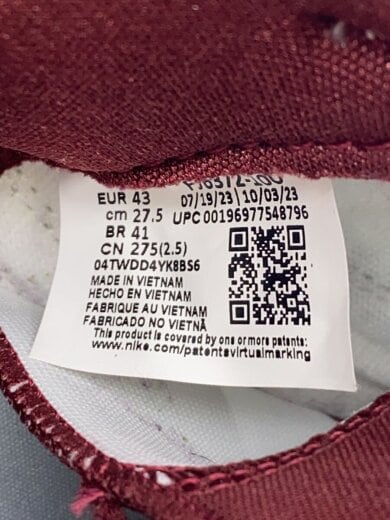 EUR 43 07/19/23 | 10/03/23
cm 27.5 UPC 00196977548796
BR 41
CN 275(2.5)
04TWDD4YK8BS6
MADE IN VIETNAM
HECHO EN VIETNAM
FABRIQUE AU VIETNAM
FABRICADO NO VIETNÃ
This product is covered by one or more patents:
www.nike.com/patentsvirtualmarking